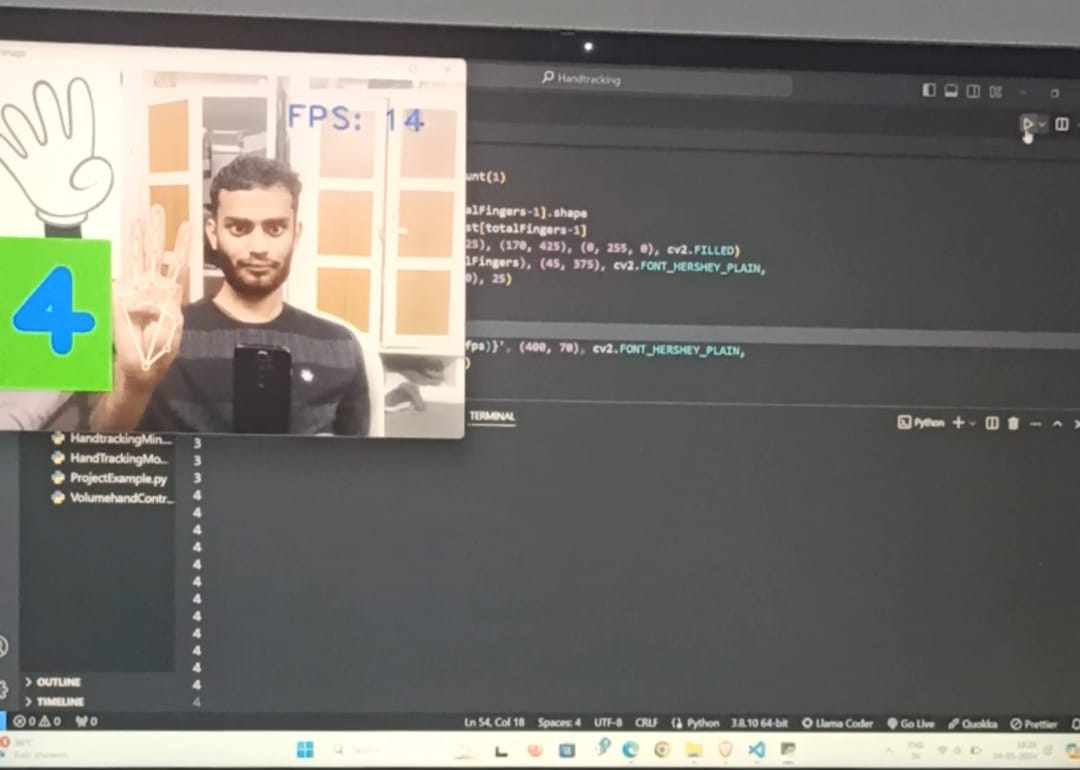 Image
Handtracking
FPS: 14
4
unt(1)
alFingers-1].shape
at[totalFingers-1]
25), (170, 425), (0, 255, 0), cv2.FILLED)
lFingers), (45, 375), cv2.FONT_HERSHEY_PLAIN,
0), 25)
fps)}', (400, 70), cv2.FONT_HERSHEY_PLAIN,
)
TERMINAL
Python
HandtrackingMin...
HandTrackingMo...
ProjectExample.py
VolumehandContr...
3
3
3
4
4
4
4
4
4
4
4
4
4
4
4
4
OUTLINE
TIMELINE
0 0 0
Ln 54, Col 18 Spaces: 4 UTF-8 CRLF Python 3.8.10 64-bit Llama Coder Go Live Quokka Prettier
Search